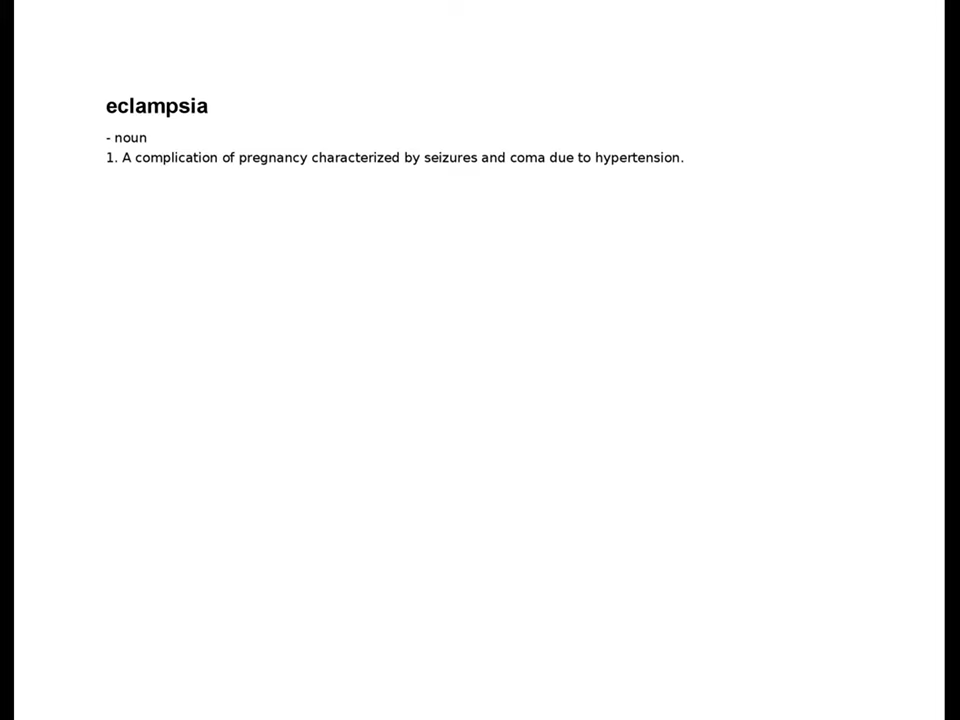 eclampsia
- noun
1. A complication of pregnancy characterized by seizures and coma due to hypertension.